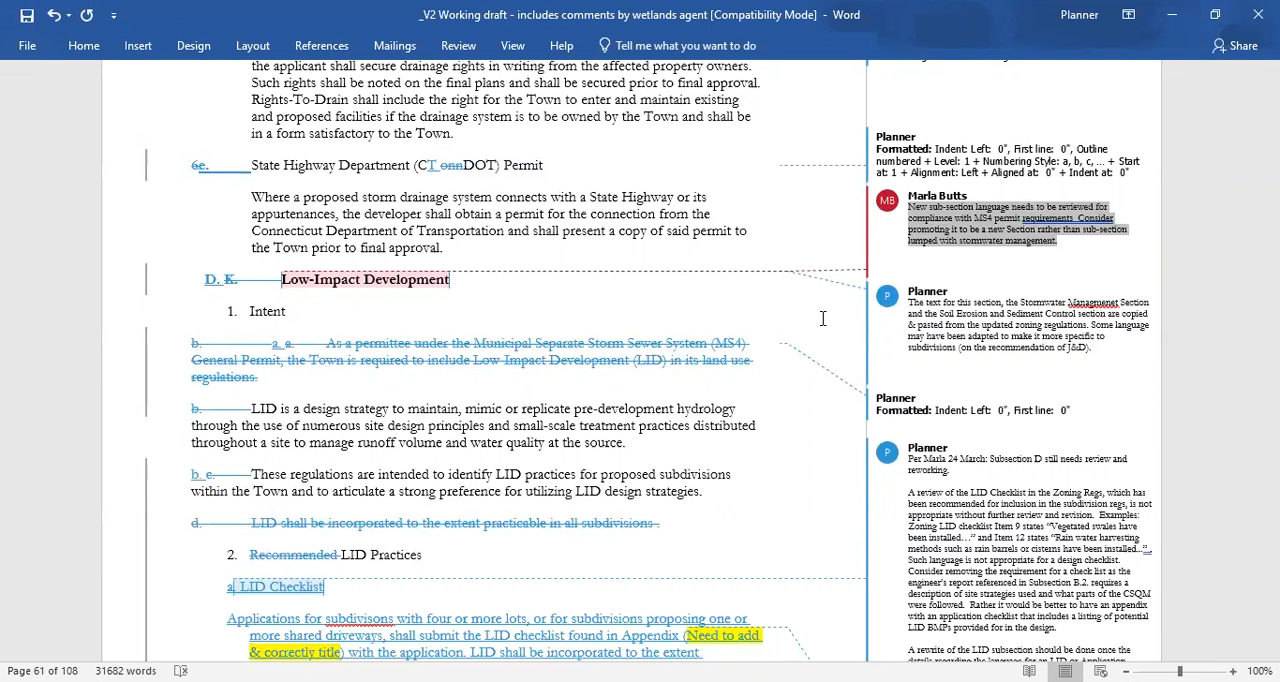 _V2 Working draft - includes comments by wetlands agent [Compatibility Mode] - Word
Planner
File Home Insert Design Layout References Mailings Review View Help Tell me what you want to do Share
the applicant shall secure drainage rights in writing from the affected property owners.
Such rights shall be noted on the final plans and shall be secured prior to final approval.
Rights-To-Drain shall include the right for the Town to enter and maintain existing
and proposed facilities if the drainage system is to be owned by the Town and shall be
in a form satisfactory to the Town.
6c. State Highway Department (CT onnDOT) Permit
Where a proposed storm drainage system connects with a State Highway or its
appurtenances, the developer shall obtain a permit for the connection from the
Connecticut Department of Transportation and shall present a copy of said permit to
the Town prior to final approval.
D. K. Low-Impact Development
1. Intent
b. a. a. As a permittee under the Municipal Separate Storm Sewer System (MS4)
General Permit, the Town is required to include Low Impact Development (LID) in its land use
regulations.
b. LID is a design strategy to maintain, mimic or replicate pre-development hydrology
through the use of numerous site design principles and small-scale treatment practices distributed
throughout a site to manage runoff volume and water quality at the source.
b. c. These regulations are intended to identify LID practices for proposed subdivisions
within the Town and to articulate a strong preference for utilizing LID design strategies.
d. LID shall be incorporated to the extent practicable in all subdivisions .
2. Recommended LID Practices
a. LID Checklist
Applications for subdivisons with four or more lots, or for subdivisions proposing one or
more shared driveways, shall submit the LID checklist found in Appendix (Need to add
& correctly title) with the application. LID shall be incorporated to the extent
Planner
Formatted: Indent: Left: 0", First line: 0", Outline
numbered + Level: 1 + Numbering Style: a, b, c, … + Start
at: 1 + Alignment: Left + Aligned at: 0" + Indent at: 0"
MB
Marla Butts
New sub-section language needs to be reviewed for
compliance with MS4 permit requirements Consider
promoting it to be a new Section rather than sub-section
lumped with stormwater management.
P
Planner
The text for this section, the Stormwater Managmenet Section
and the Soil Erosion and Sediment Control section are copied
& pasted from the updated zoning regulations. Some language
may have been adapted to make it more specific to
subdivisions (on the recommendation of J&D).
Planner
Formatted: Indent: Left: 0", First line: 0"
P
Planner
Per Marla 24 March: Subsection D still needs review and
reworking.
A review of the LID Checklist in the Zoning Regs, which has
been recommended for inclusion in the subdivision regs, is not
appropriate without further review and revision. Examples:
Zoning LID checklist Item 9 states “Vegetated swales have
been installed…” and Item 12 states “Rain water harvesting
methods such as rain barrels or cisterns have been installed...”.
Such language is not appropriate for a design checklist.
Consider removing the requirement for a check list as the
engineer's report referenced in Subsection B.2. requires a
description of site strategies used and what parts of the CSQM
were followed. Rather it would be better to have an appendix
with an application checklist that includes a listing of potential
LID BMPs provided for in the design.
A rewrite of the LID subsection should be done once the
Page 61 of 108 31682 words 100%